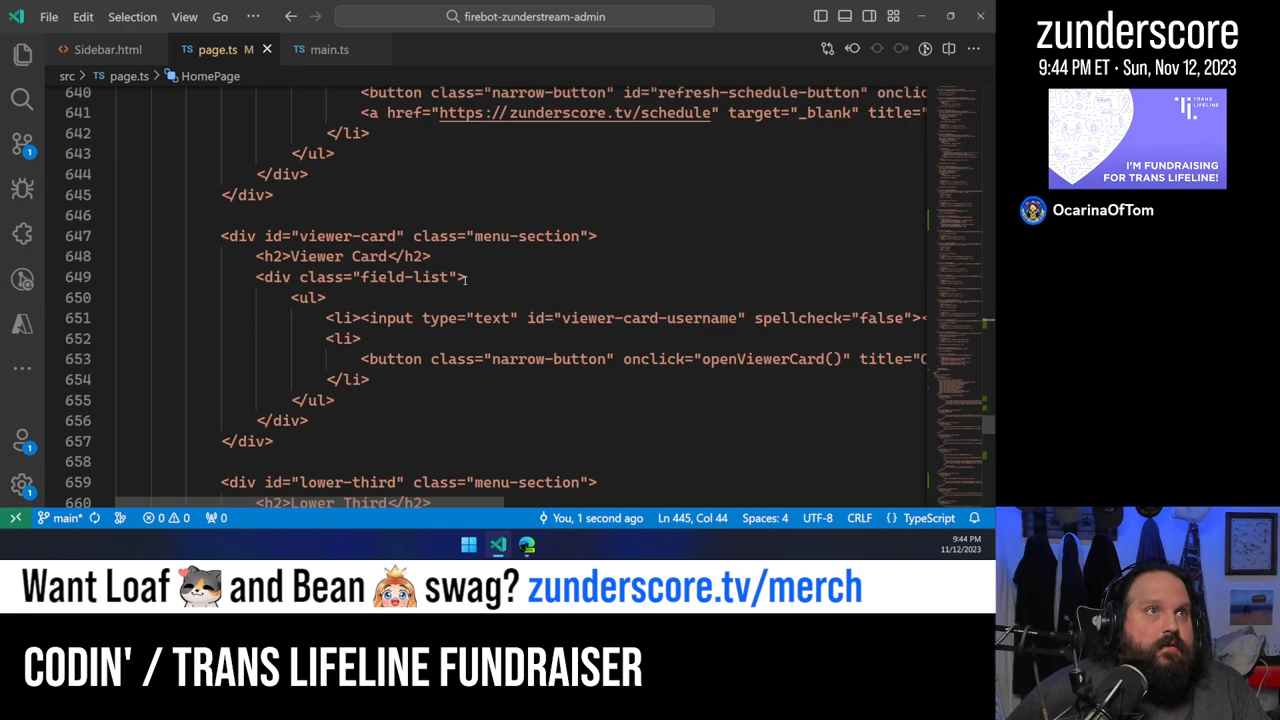 File Edit Selection View Go ··· firebot-zunderstream-admin
Sidebar.html TS page.ts M TS main.ts
src > TS page.ts > HomePage
640 <button class="narrow-button" id="refresh-schedule-button" onclic
641 <a href="https://zunderscore.tv/schedule" target="_blank" title="
642 </li>
643 </ul>
644 </div>
645 </div>
646
647 <div id="viewer-card" class="menu-section">
648 <h2>Viewer Card</h2>
649 <div class="field-list">
650 <ul>
651 <li><input type="text" id="viewer-card-username" spellcheck="false"><
652 <li>
653 <button class="narrow-button" onclick="openViewerCard()" title="O
654 </li>
655 </ul>
656 </div>
657 </div>
658
659 <div id="lower-third" class="menu-section">
660 <h2>Lower Third</h2>
main* 0 0 0 You, 1 second ago Ln 445, Col 44 Spaces: 4 UTF-8 CRLF {} TypeScript
9:44 PM
11/12/2023
zunderscore
9:44 PM ET • Sun, Nov 12, 2023
TRANS LIFELINE
I'M FUNDRAISING
FOR TRANS LIFELINE!
OcarinaOfTom
Want Loaf and Bean swag? zunderscore.tv/merch
CODIN' / TRANS LIFELINE FUNDRAISER